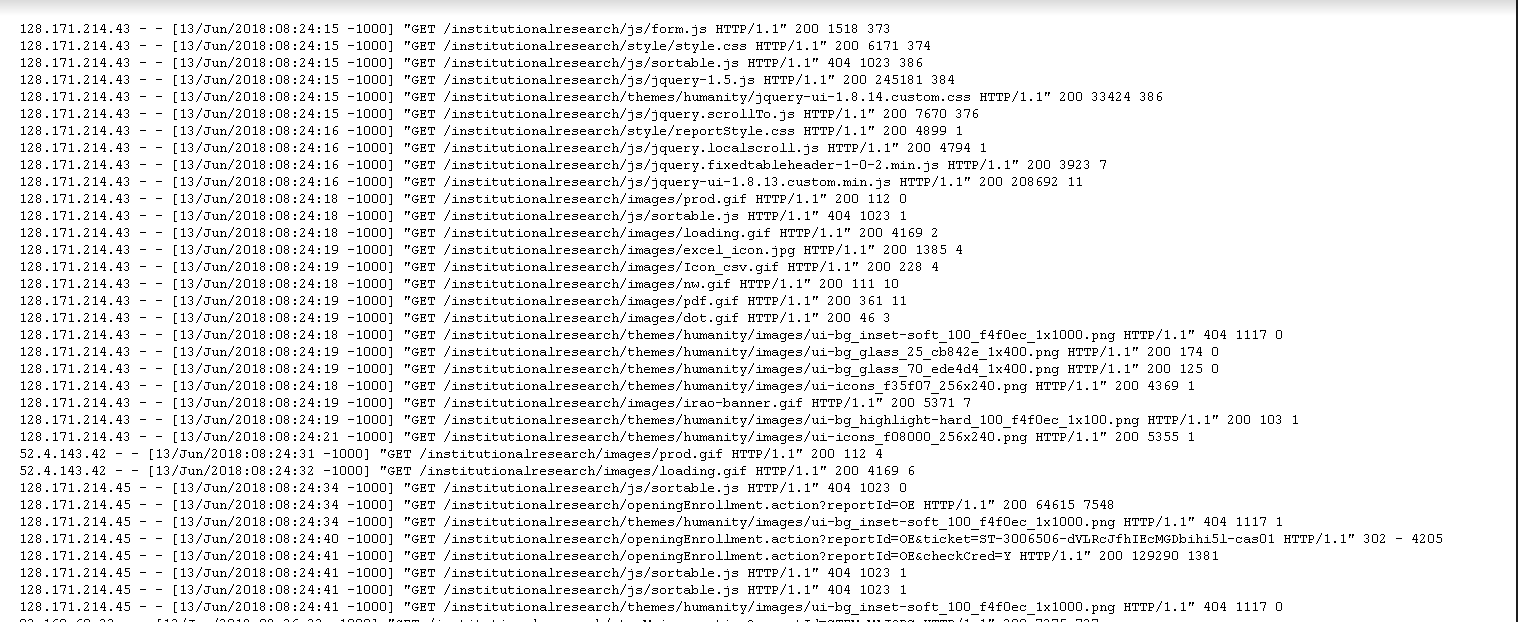 128.171.214.43 - - [13/Jun/2018:08:24:15 -1000] "GET /institutionalresearch/js/form.js HTTP/1.1" 200 1518 373
128.171.214.43 - - [13/Jun/2018:08:24:15 -1000] "GET /institutionalresearch/style/style.css HTTP/1.1" 200 6171 374
128.171.214.43 - - [13/Jun/2018:08:24:15 -1000] "GET /institutionalresearch/js/sortable.js HTTP/1.1" 404 1023 386
128.171.214.43 - - [13/Jun/2018:08:24:15 -1000] "GET /institutionalresearch/js/jquery-1.5.js HTTP/1.1" 200 245181 384
128.171.214.43 - - [13/Jun/2018:08:24:15 -1000] "GET /institutionalresearch/themes/humanity/jquery-ui-1.8.14.custom.css HTTP/1.1" 200 33424 386
128.171.214.43 - - [13/Jun/2018:08:24:15 -1000] "GET /institutionalresearch/js/jquery.scrollTo.js HTTP/1.1" 200 7670 376
128.171.214.43 - - [13/Jun/2018:08:24:16 -1000] "GET /institutionalresearch/style/reportStyle.css HTTP/1.1" 200 4899 1
128.171.214.43 - - [13/Jun/2018:08:24:16 -1000] "GET /institutionalresearch/js/jquery.localscroll.js HTTP/1.1" 200 4794 1
128.171.214.43 - - [13/Jun/2018:08:24:16 -1000] "GET /institutionalresearch/js/jquery.fixedtableheader-1-0-2.min.js HTTP/1.1" 200 3923 7
128.171.214.43 - - [13/Jun/2018:08:24:16 -1000] "GET /institutionalresearch/js/jquery-ui-1.8.13.custom.min.js HTTP/1.1" 200 208692 11
128.171.214.43 - - [13/Jun/2018:08:24:18 -1000] "GET /institutionalresearch/images/prod.gif HTTP/1.1" 200 112 0
128.171.214.43 - - [13/Jun/2018:08:24:18 -1000] "GET /institutionalresearch/js/sortable.js HTTP/1.1" 404 1023 1
128.171.214.43 - - [13/Jun/2018:08:24:18 -1000] "GET /institutionalresearch/images/loading.gif HTTP/1.1" 200 4169 2
128.171.214.43 - - [13/Jun/2018:08:24:19 -1000] "GET /institutionalresearch/images/excel_icon.jpg HTTP/1.1" 200 1385 4
128.171.214.43 - - [13/Jun/2018:08:24:19 -1000] "GET /institutionalresearch/images/Icon_csv.gif HTTP/1.1" 200 228 4
128.171.214.43 - - [13/Jun/2018:08:24:18 -1000] "GET /institutionalresearch/images/nw.gif HTTP/1.1" 200 111 10
128.171.214.43 - - [13/Jun/2018:08:24:19 -1000] "GET /institutionalresearch/images/pdf.gif HTTP/1.1" 200 361 11
128.171.214.43 - - [13/Jun/2018:08:24:19 -1000] "GET /institutionalresearch/images/dot.gif HTTP/1.1" 200 46 3
128.171.214.43 - - [13/Jun/2018:08:24:18 -1000] "GET /institutionalresearch/themes/humanity/images/ui-bg_inset-soft_100_f4f0ec_1x1000.png HTTP/1.1" 404 1117 0
128.171.214.43 - - [13/Jun/2018:08:24:19 -1000] "GET /institutionalresearch/themes/humanity/images/ui-bg_glass_25_cb842e_1x400.png HTTP/1.1" 200 174 0
128.171.214.43 - - [13/Jun/2018:08:24:19 -1000] "GET /institutionalresearch/themes/humanity/images/ui-bg_glass_70_ede4d4_1x400.png HTTP/1.1" 200 125 0
128.171.214.43 - - [13/Jun/2018:08:24:18 -1000] "GET /institutionalresearch/themes/humanity/images/ui-icons_f35f07_256x240.png HTTP/1.1" 200 4369 1
128.171.214.43 - - [13/Jun/2018:08:24:19 -1000] "GET /institutionalresearch/images/irao-banner.gif HTTP/1.1" 200 5371 7
128.171.214.43 - - [13/Jun/2018:08:24:19 -1000] "GET /institutionalresearch/themes/humanity/images/ui-bg_highlight-hard_100_f4f0ec_1x100.png HTTP/1.1" 200 103 1
128.171.214.43 - - [13/Jun/2018:08:24:21 -1000] "GET /institutionalresearch/themes/humanity/images/ui-icons_f08000_256x240.png HTTP/1.1" 200 5355 1
52.4.143.42 - - [13/Jun/2018:08:24:31 -1000] "GET /institutionalresearch/images/prod.gif HTTP/1.1" 200 112 4
52.4.143.42 - - [13/Jun/2018:08:24:32 -1000] "GET /institutionalresearch/images/loading.gif HTTP/1.1" 200 4169 6
128.171.214.45 - - [13/Jun/2018:08:24:34 -1000] "GET /institutionalresearch/js/sortable.js HTTP/1.1" 404 1023 0
128.171.214.45 - - [13/Jun/2018:08:24:34 -1000] "GET /institutionalresearch/openingEnrollment.action?reportId=OE HTTP/1.1" 200 64615 7548
128.171.214.45 - - [13/Jun/2018:08:24:34 -1000] "GET /institutionalresearch/themes/humanity/images/ui-bg_inset-soft_100_f4f0ec_1x1000.png HTTP/1.1" 404 1117 1
128.171.214.45 - - [13/Jun/2018:08:24:40 -1000] "GET /institutionalresearch/openingEnrollment.action?reportId=OE&ticket=ST-3006506-dVLRcJfhIEcMGDbihi5l-cas01 HTTP/1.1" 302 - 4205
128.171.214.45 - - [13/Jun/2018:08:24:41 -1000] "GET /institutionalresearch/openingEnrollment.action?reportId=OE&checkCred=Y HTTP/1.1" 200 129290 1381
128.171.214.45 - - [13/Jun/2018:08:24:41 -1000] "GET /institutionalresearch/js/sortable.js HTTP/1.1" 404 1023 1
128.171.214.45 - - [13/Jun/2018:08:24:41 -1000] "GET /institutionalresearch/js/sortable.js HTTP/1.1" 404 1023 1
128.171.214.45 - - [13/Jun/2018:08:24:41 -1000] "GET /institutionalresearch/themes/humanity/images/ui-bg_inset-soft_100_f4f0ec_1x1000.png HTTP/1.1" 404 1117 0